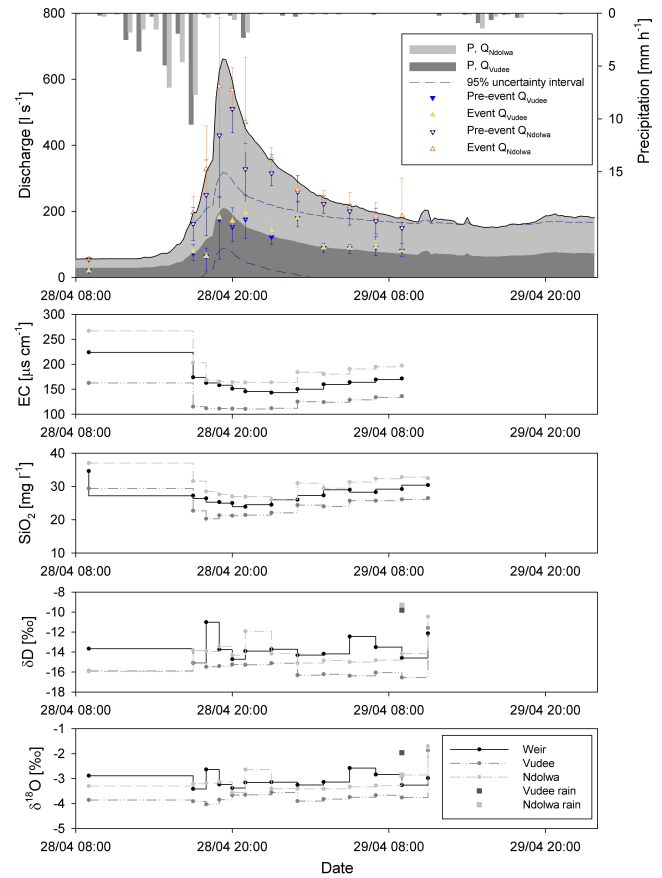 800
600
400
200
0
Discharge [l s⁻¹]
0
5
10
15
Precipitation [mm h⁻¹]
P, Q_Ndolwa
P, Q_Vudee
95% uncertainty interval
Pre-event Q_Vudee
Event Q_Vudee
Pre-event Q_Ndolwa
Event Q_Ndolwa
28/04 08:00 28/04 20:00 29/04 08:00 29/04 20:00
300
250
200
150
100
EC [µs cm⁻¹]
28/04 08:00 28/04 20:00 29/04 08:00 29/04 20:00
40
30
20
10
SiO₂ [mg l⁻¹]
28/04 08:00 28/04 20:00 29/04 08:00 29/04 20:00
-8
-10
-12
-14
-16
-18
δD [‰]
28/04 08:00 28/04 20:00 29/04 08:00 29/04 20:00
-1
-2
-3
-4
-5
δ¹⁸O [‰]
Weir
Vudee
Ndolwa
Vudee rain
Ndolwa rain
28/04 08:00 28/04 20:00 29/04 08:00 29/04 20:00
Date